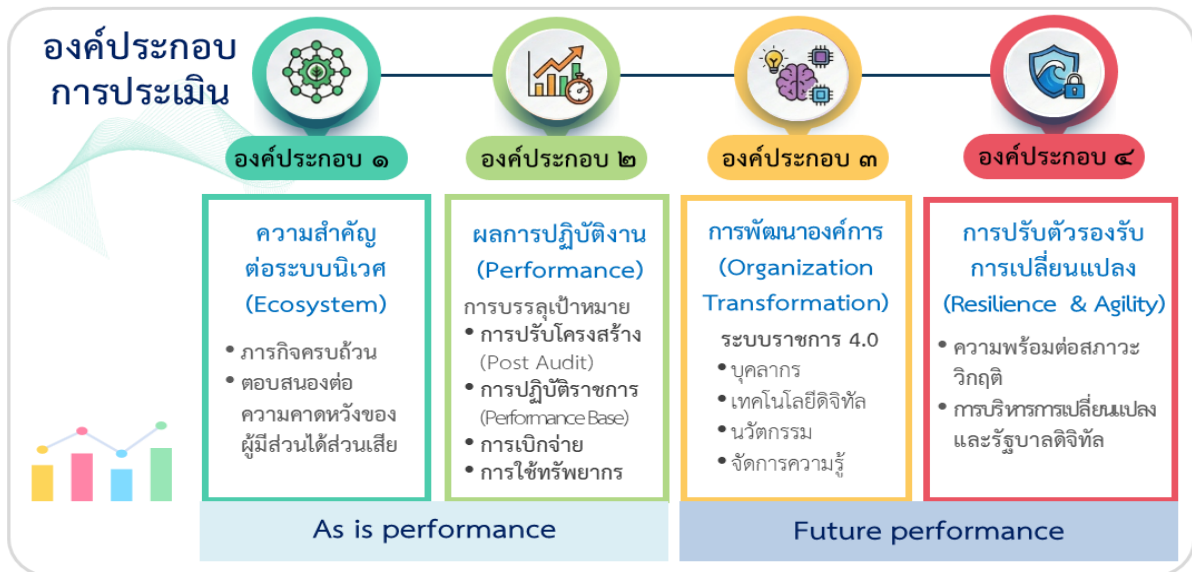 องค์ประกอบ
การประเมิน
องค์ประกอบ ๑
ความสำคัญ
ต่อระบบนิเวศ
(Ecosystem)
• ภารกิจครบถ้วน
• ตอบสนองต่อ
ความคาดหวังของ
ผู้มีส่วนได้ส่วนเสีย
องค์ประกอบ ๒
ผลการปฏิบัติงาน
(Performance)
การบรรลุเป้าหมาย
• การปรับโครงสร้าง
(Post Audit)
• การปฏิบัติราชการ
(Performance Base)
• การเบิกจ่าย
• การใช้ทรัพยากร
As is performance
องค์ประกอบ ๓
การพัฒนาองค์การ
(Organization
Transformation)
ระบบราชการ 4.0
• บุคลากร
• เทคโนโลยีดิจิทัล
• นวัตกรรม
• จัดการความรู้
องค์ประกอบ ๔
การปรับตัวรองรับ
การเปลี่ยนแปลง
(Resilience & Agility)
• ความพร้อมต่อสภาวะ
วิกฤติ
• การบริหารการเปลี่ยนแปลง
และรัฐบาลดิจิทัล
Future performance